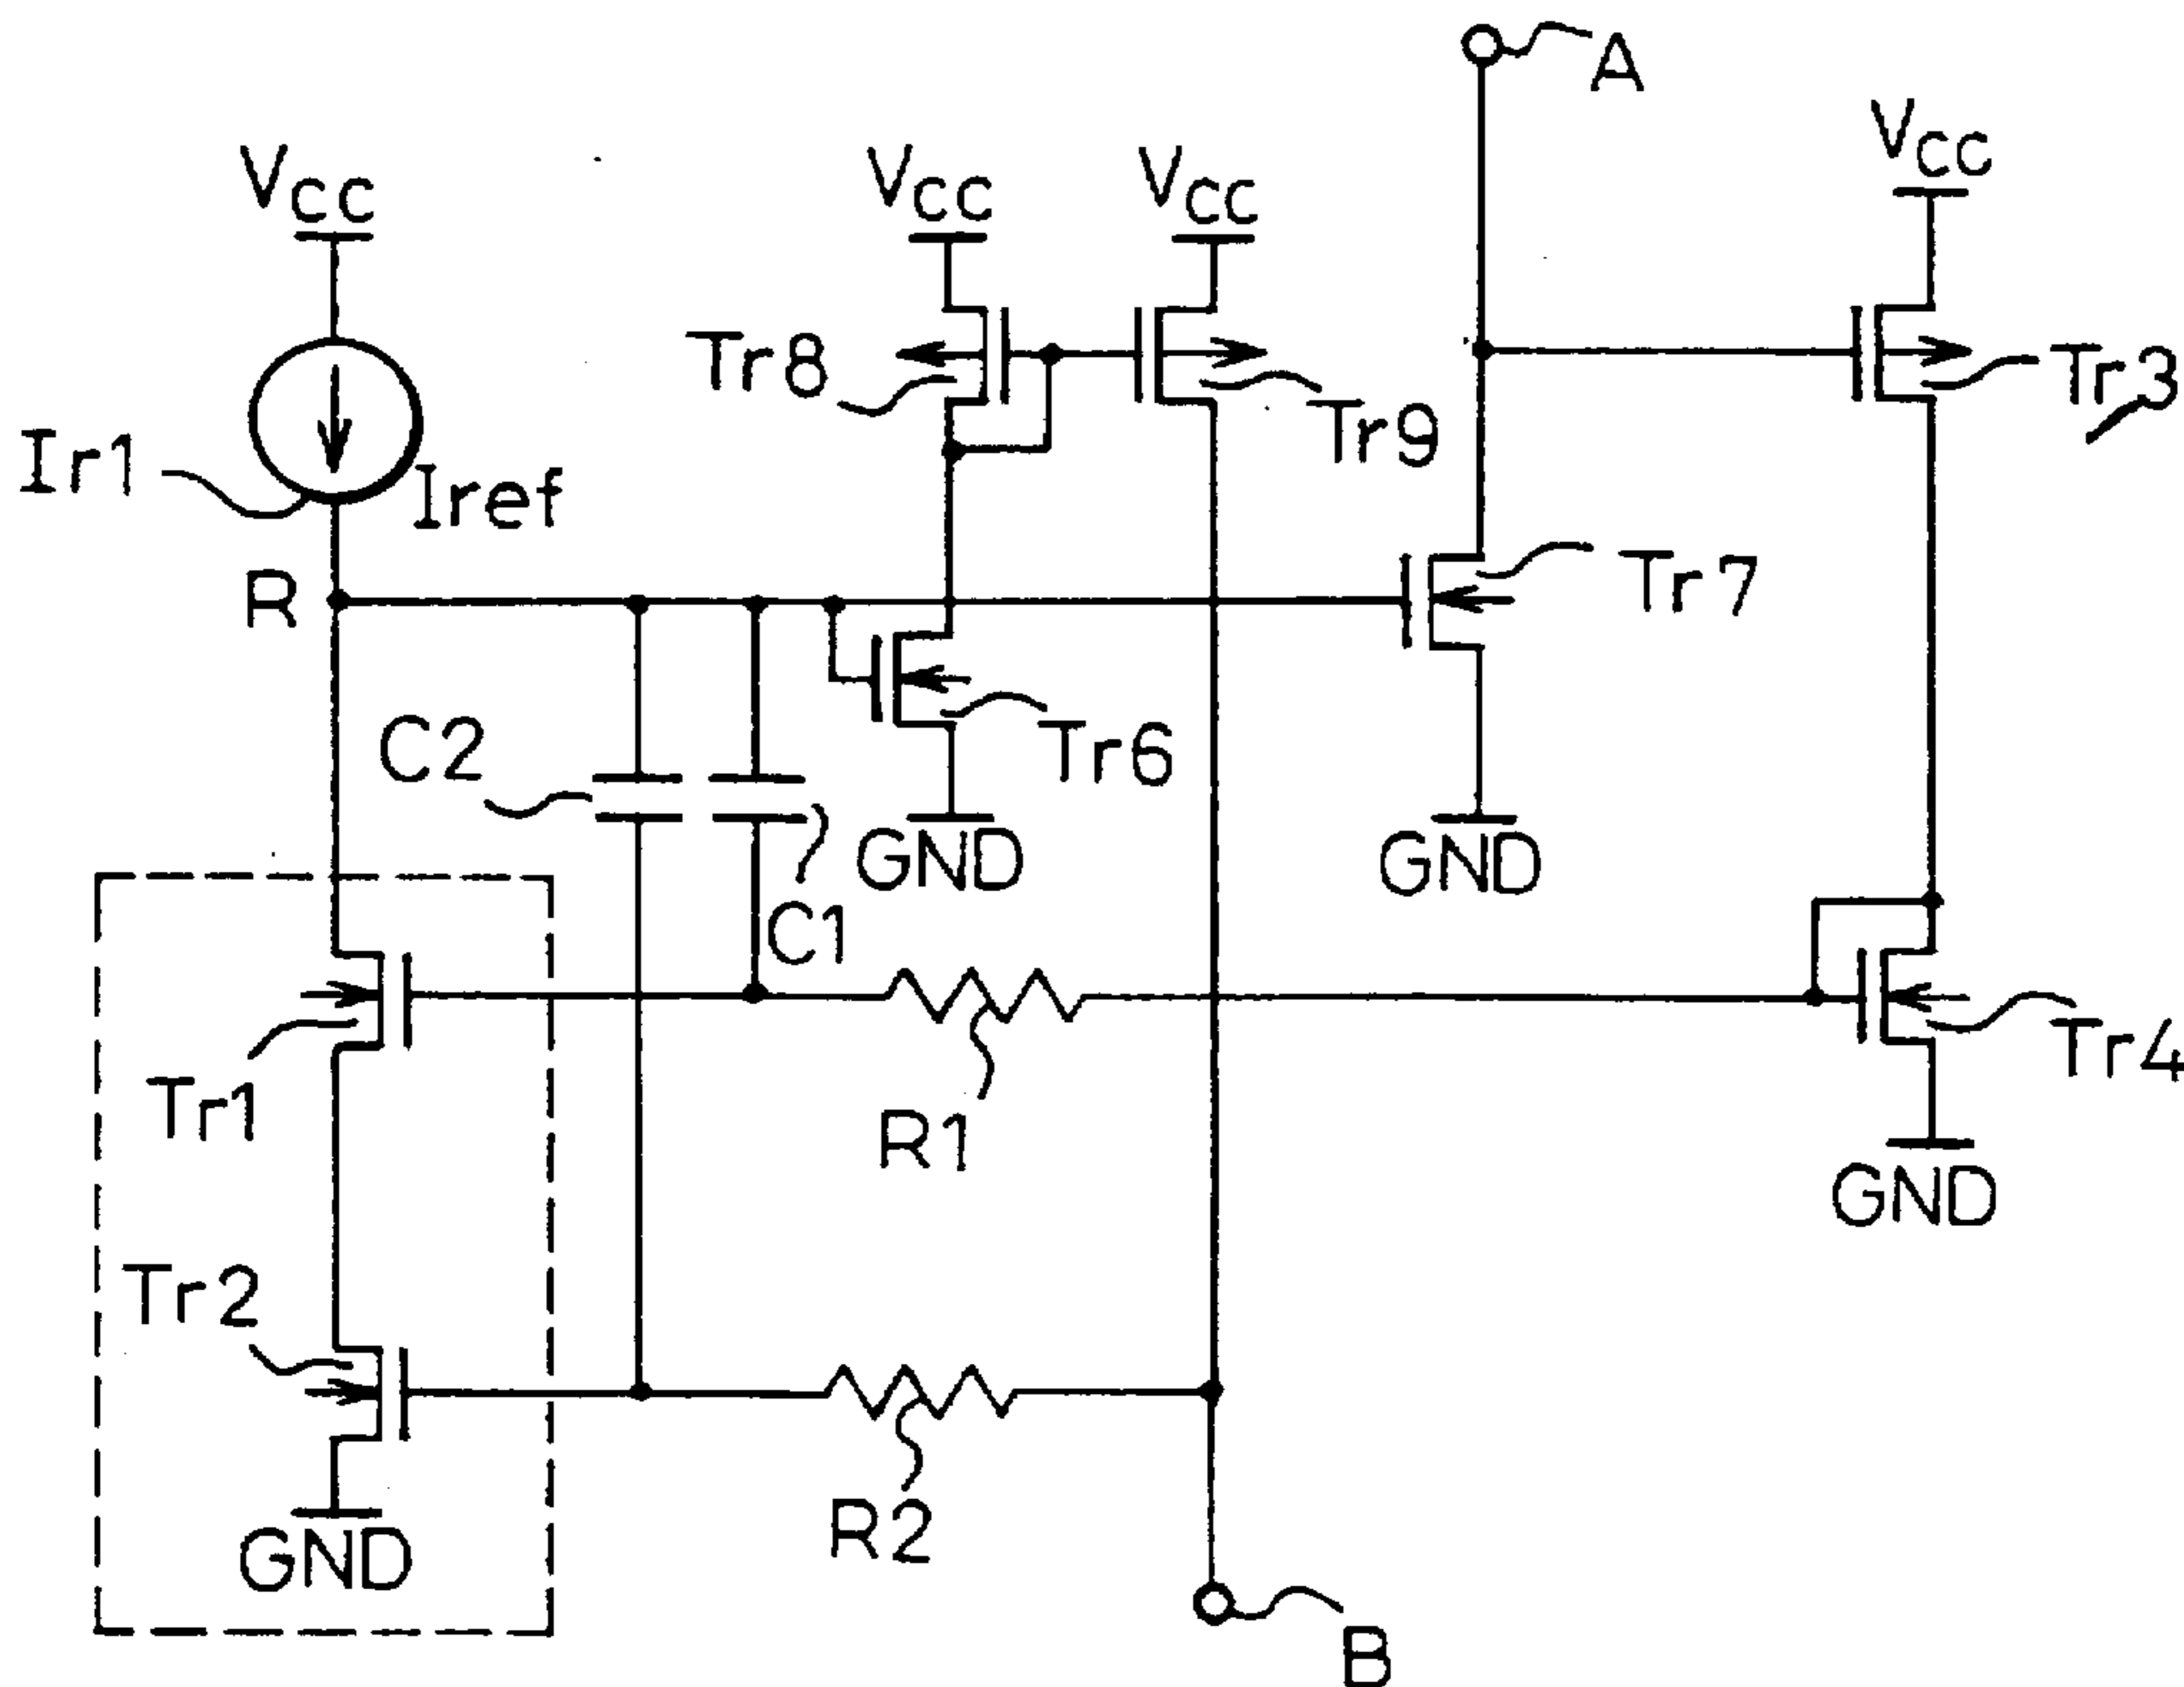 A
Vcc
Vcc
Vcc
Vcc
Tr8
Tr9
Tr3
Ir1
Iref
R
Tr7
C2
Tr6
GND
GND
C1
Tr1
R1
Tr4
GND
Tr2
R2
GND
B